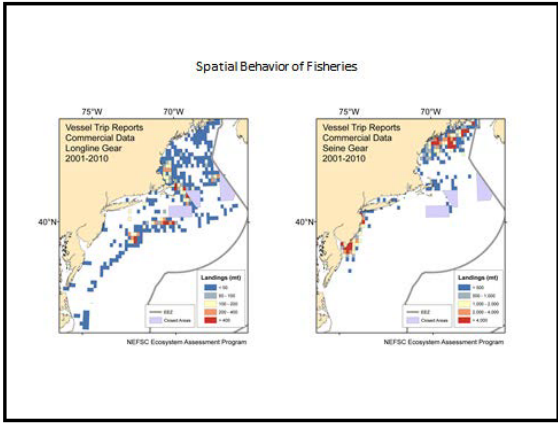 Spatial Behavior of Fisheries
75°W 70°W
Vessel Trip Reports
Commercial Data
Longline Gear
2001-2010
40°N
Landings (mt)
< 50
50 - 100
100 - 200
200 - 400
> 400
EEZ
Closed Areas
NEFSC Ecosystem Assessment Program
75°W 70°W
Vessel Trip Reports
Commercial Data
Seine Gear
2001-2010
40°N
Landings (mt)
< 500
500 - 1,000
1,000 - 2,000
2,000 - 4,000
> 4,000
EEZ
Closed Areas
NEFSC Ecosystem Assessment Program